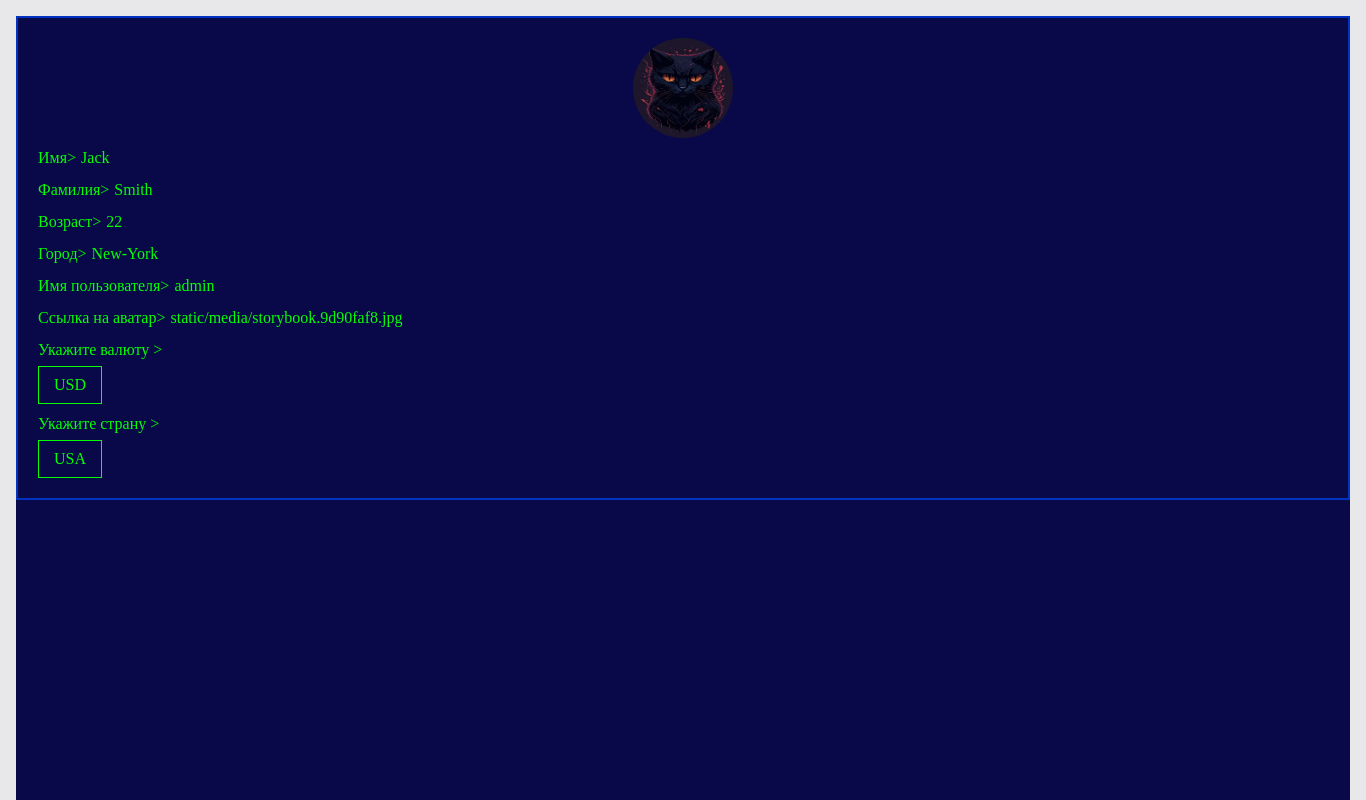 Имя> Jack
Фамилия> Smith
Возраст> 22
Город> New-York
Имя пользователя> admin
Ссылка на аватар> static/media/storybook.9d90faf8.jpg
Укажите валюту >
USD
Укажите страну >
USA